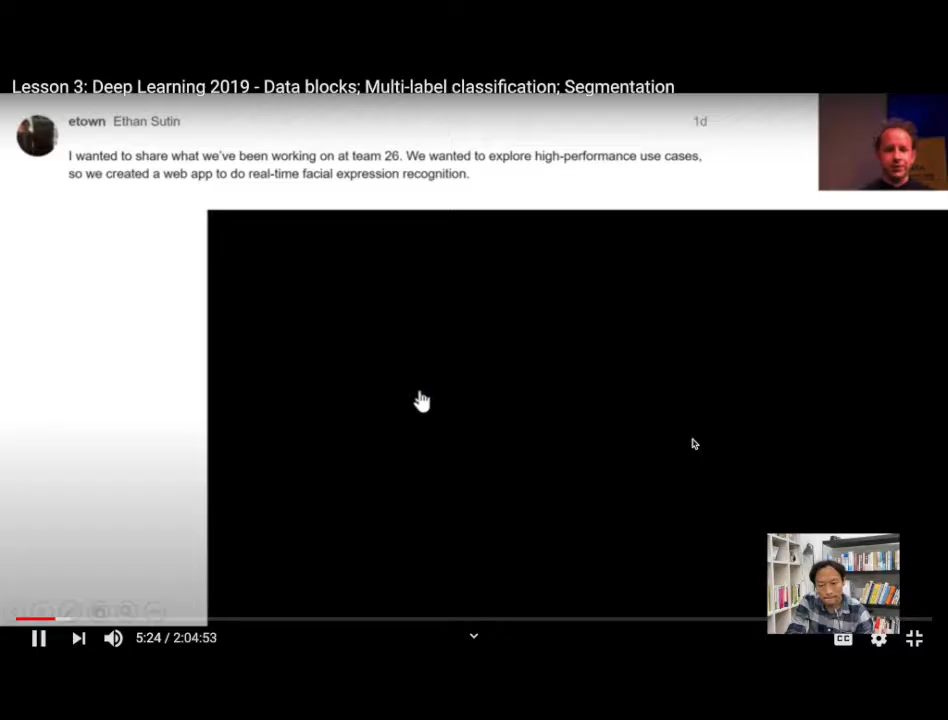 Lesson 3: Deep Learning 2019 - Data blocks; Multi-label classification; Segmentation
etown Ethan Sutin 1d
I wanted to share what we've been working on at team 26. We wanted to explore high-performance use cases,
so we created a web app to do real-time facial expression recognition.
5:24 / 2:04:53
CC